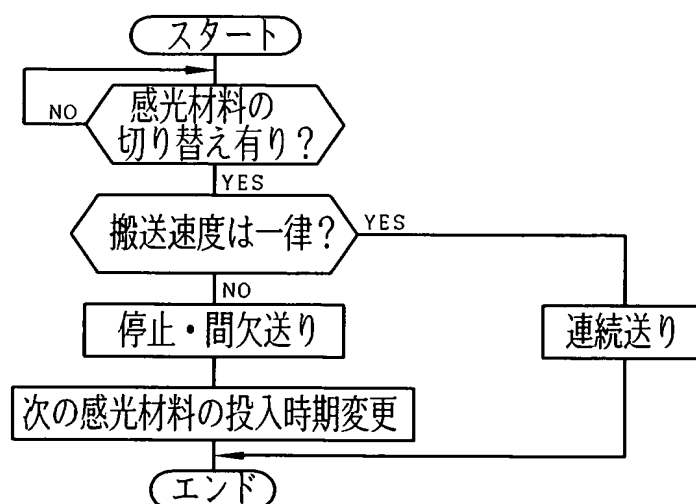 スタート
NO
感光材料の
切り替え有り?
YES
搬送速度は一律?
YES
NO
停止・間欠送り
連続送り
次の感光材料の投入時期変更
エンド